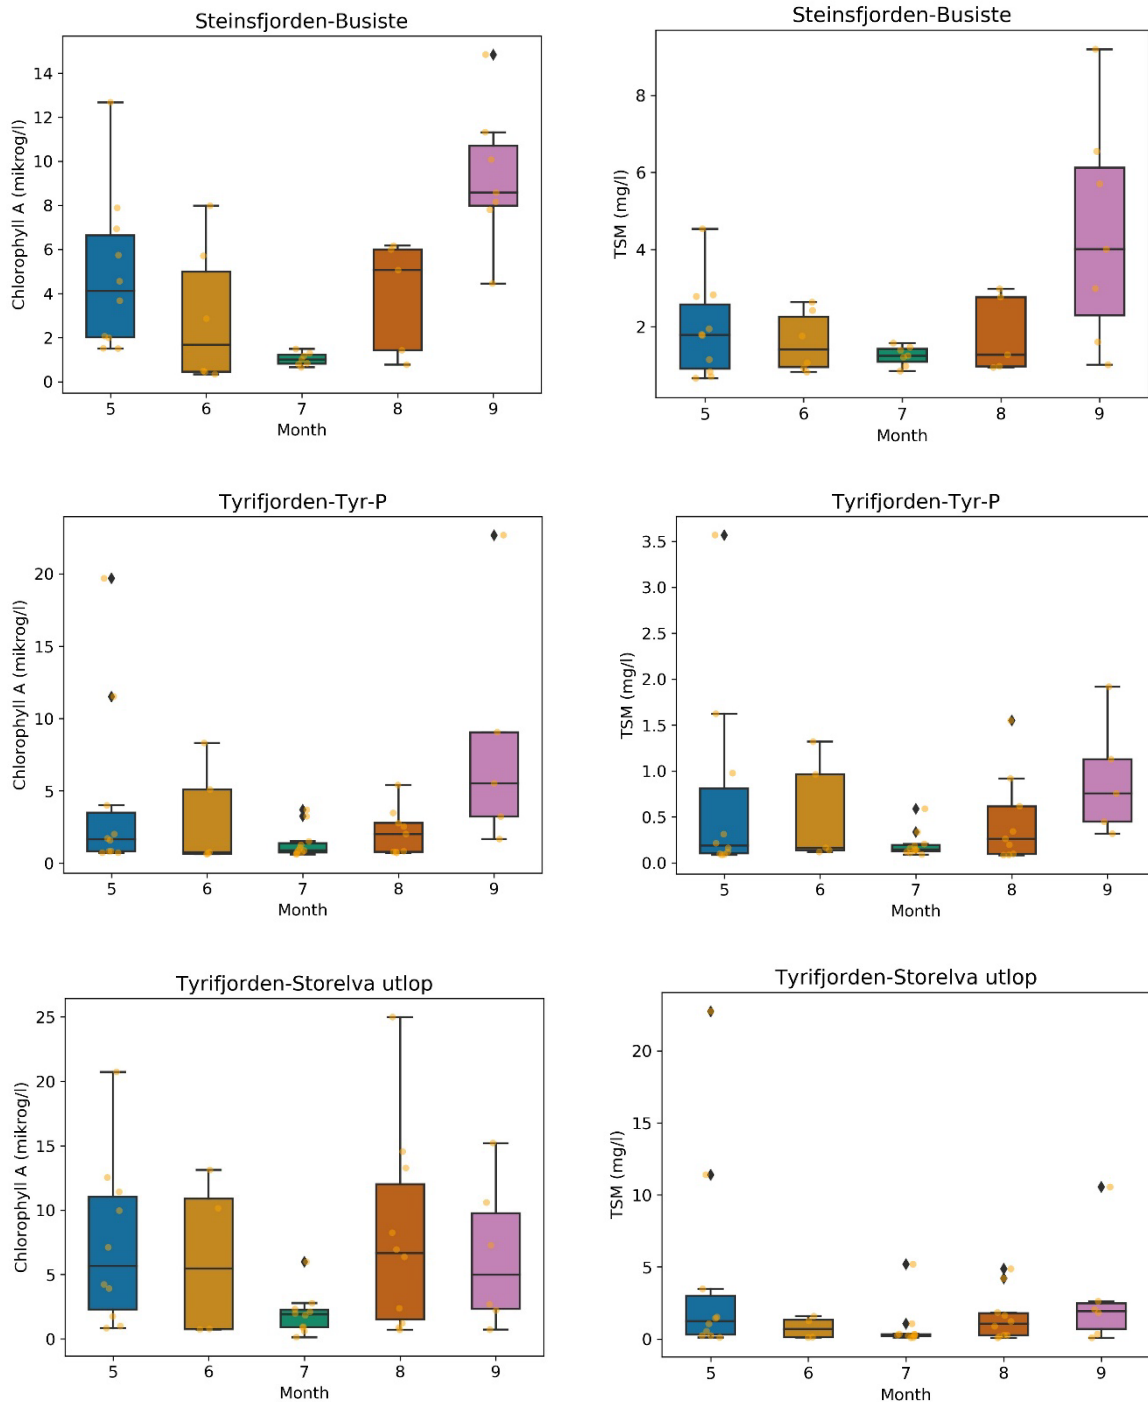 Steinsfjorden-Busiste
Chlorophyll A (mikrog/l)
14
12
10
8
6
4
2
0
5 6 7 8 9
Month
Steinsfjorden-Busiste
TSM (mg/l)
8
6
4
2
5 6 7 8 9
Month
Tyrifjorden-Tyr-P
Chlorophyll A (mikrog/l)
20
15
10
5
0
5 6 7 8 9
Month
Tyrifjorden-Tyr-P
TSM (mg/l)
3.5
3.0
2.5
2.0
1.5
1.0
0.5
0.0
5 6 7 8 9
Month
Tyrifjorden-Storelva utlop
Chlorophyll A (mikrog/l)
25
20
15
10
5
0
5 6 7 8 9
Month
Tyrifjorden-Storelva utlop
TSM (mg/l)
20
15
10
5
0
5 6 7 8 9
Month